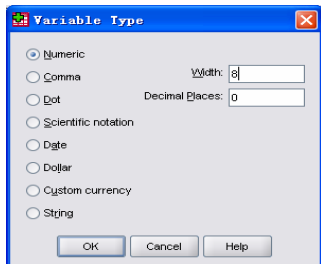 Variable Type
Numeric
Comma
Width: 8
Dot
Decimal Places: 0
Scientific notation
Date
Dollar
Custom currency
String
OK Cancel Help